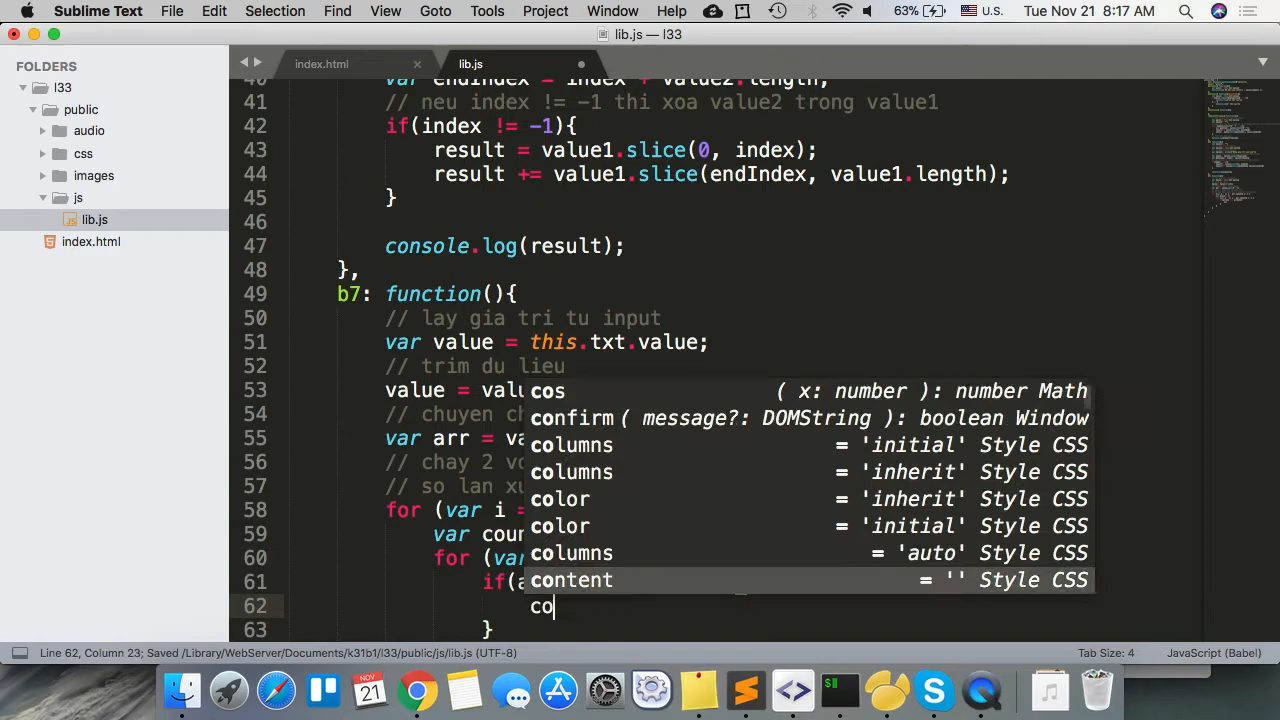 Sublime Text File Edit Selection Find View Goto Tools Project Window Help 63% U.S. Tue Nov 21 8:17 AM
lib.js — l33
FOLDERS
l33
public
audio
css
images
js
lib.js
index.html
index.html ×
lib.js
40 var endIndex = index + value2.length;
41 // neu index != -1 thi xoa value2 trong value1
42 if(index != -1){
43 result = value1.slice(0, index);
44 result += value1.slice(endIndex, value1.length);
45 }
46
47 console.log(result);
48 },
49 b7: function(){
50 // lay gia tri tu input
51 var value = this.txt.value;
52 // trim du lieu
53 value = valu
54 // chuyen ch
55 var arr = va
56 // chay 2 vo
57 // so lan xu
58 for (var i =
59 var coun
60 for (var
61 if(a
62 co
63 }
cos ( x: number ): number Math
confirm ( message?: DOMString ): boolean Window
columns = 'initial' Style CSS
columns = 'inherit' Style CSS
color = 'inherit' Style CSS
color = 'initial' Style CSS
columns = 'auto' Style CSS
content = '' Style CSS
Line 62, Column 23; Saved /Library/WebServer/Documents/k31b1/l33/public/js/lib.js (UTF-8) Tab Size: 4 JavaScript (Babel)
NOV
21